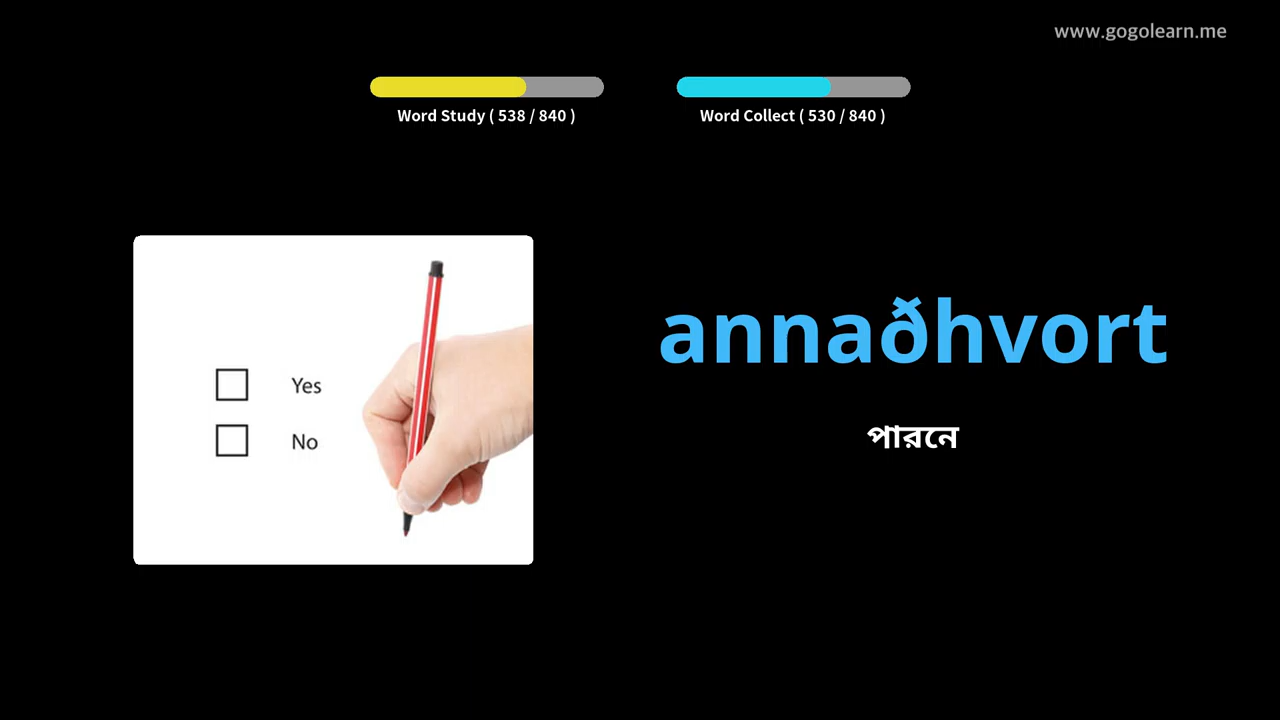 www.gogolearn.me
Word Study ( 538 / 840 )
Word Collect ( 530 / 840 )
Yes
No
annaðhvort
পারনে